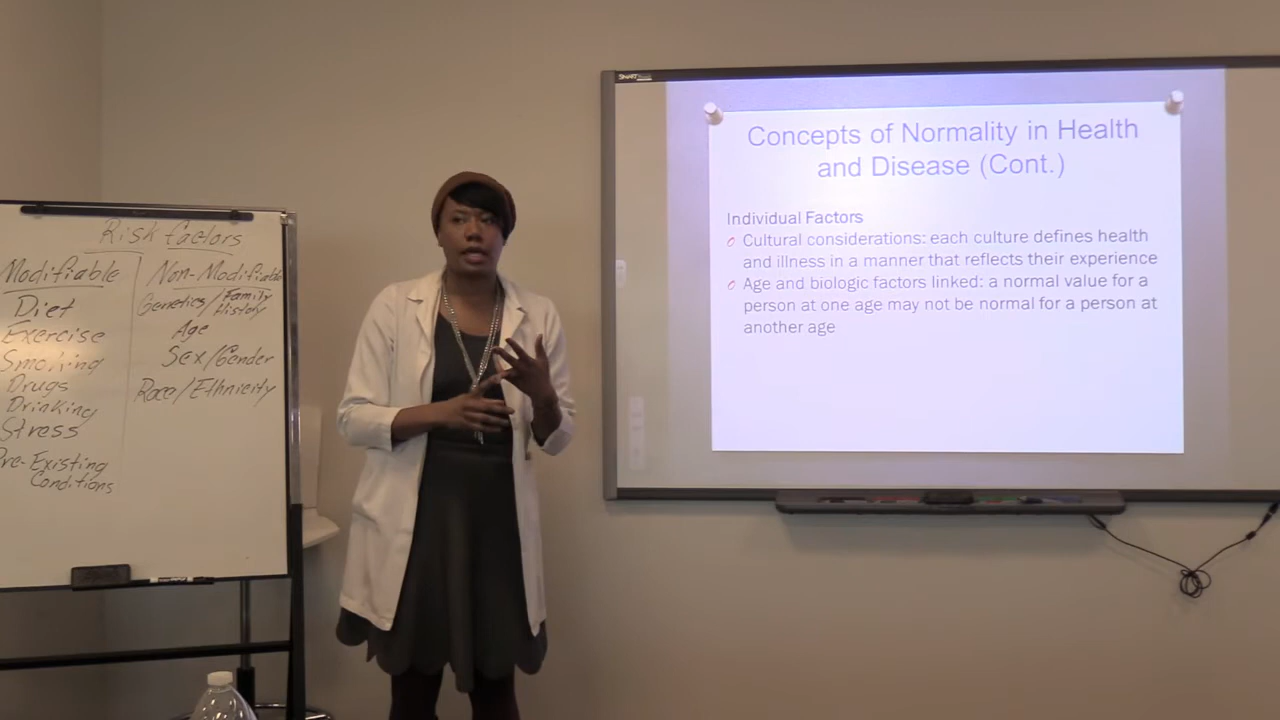 Risk factors
Modifiable
Diet
Exercise
Smoking
Drugs
Drinking
Stress
Pre-Existing
Conditions
Non-Modifiable
Genetics/Family
History
Age
Sex/Gender
Race/Ethnicity
SMART
Concepts of Normality in Health
and Disease (Cont.)
Individual Factors
Cultural considerations: each culture defines health
and illness in a manner that reflects their experience
Age and biologic factors linked: a normal value for a
person at one age may not be normal for a person at
another age